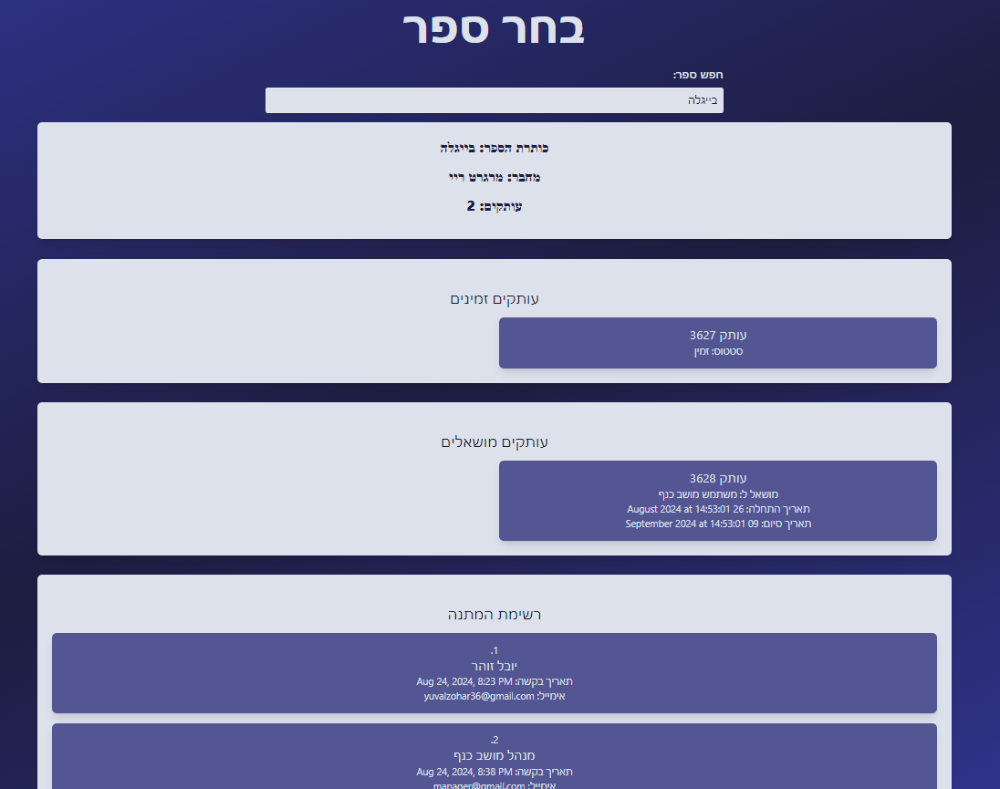 בחר ספר
חפש ספר:
בייגלה
כותרת הספר: בייגלה
מחבר: מרגרט ריי
עותקים: 2
עותקים זמינים
עותק 3627
סטטוס: זמין
עותקים מושאלים
עותק 3628
מושאל ל: משתמש מושב כנף
תאריך התחלה: 26 August 2024 at 14:53:01
תאריך סיום: 09 September 2024 at 14:53:01
רשימת המתנה
1.
יובל זוהר
תאריך בקשה: Aug 24, 2024, 8:23 PM
אימייל: yuvalzohar36@gmail.com
2.
מנהל מושב כנף
תאריך בקשה: Aug 24, 2024, 8:38 PM
אימייל: manager@gmail.com